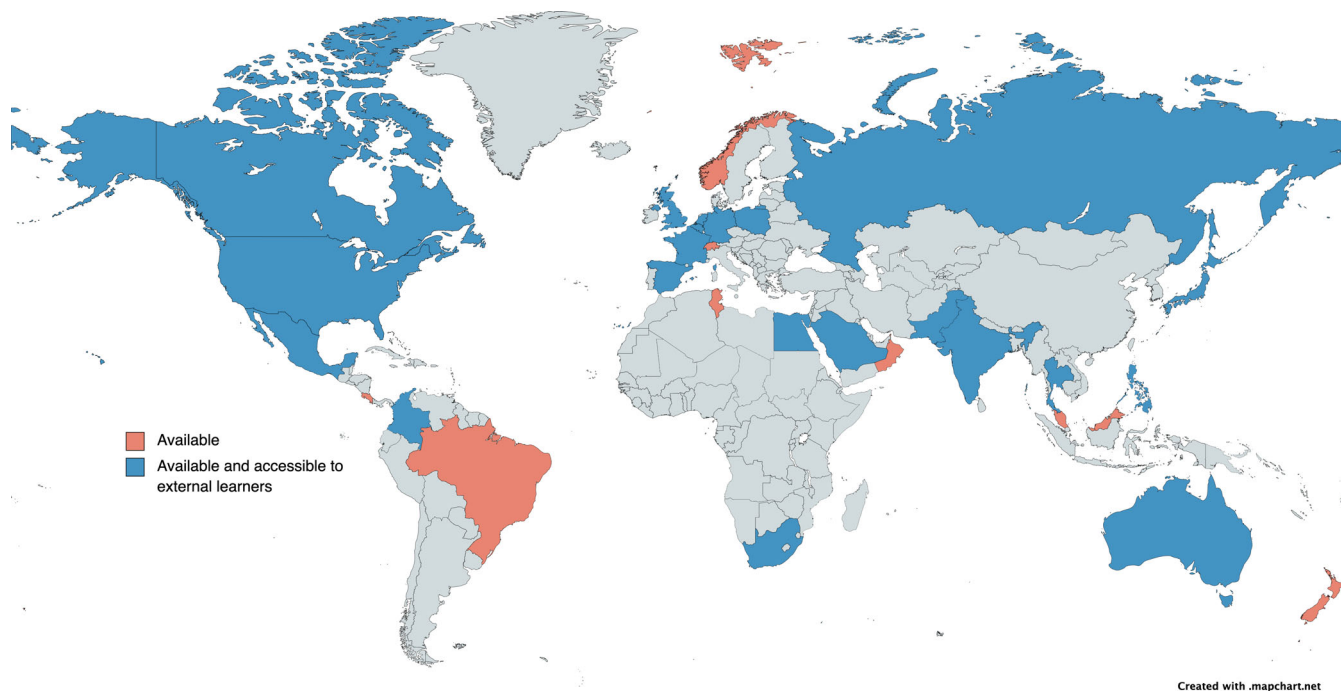 Available
Available and accessible to
external learners
Created with .mapchart.net